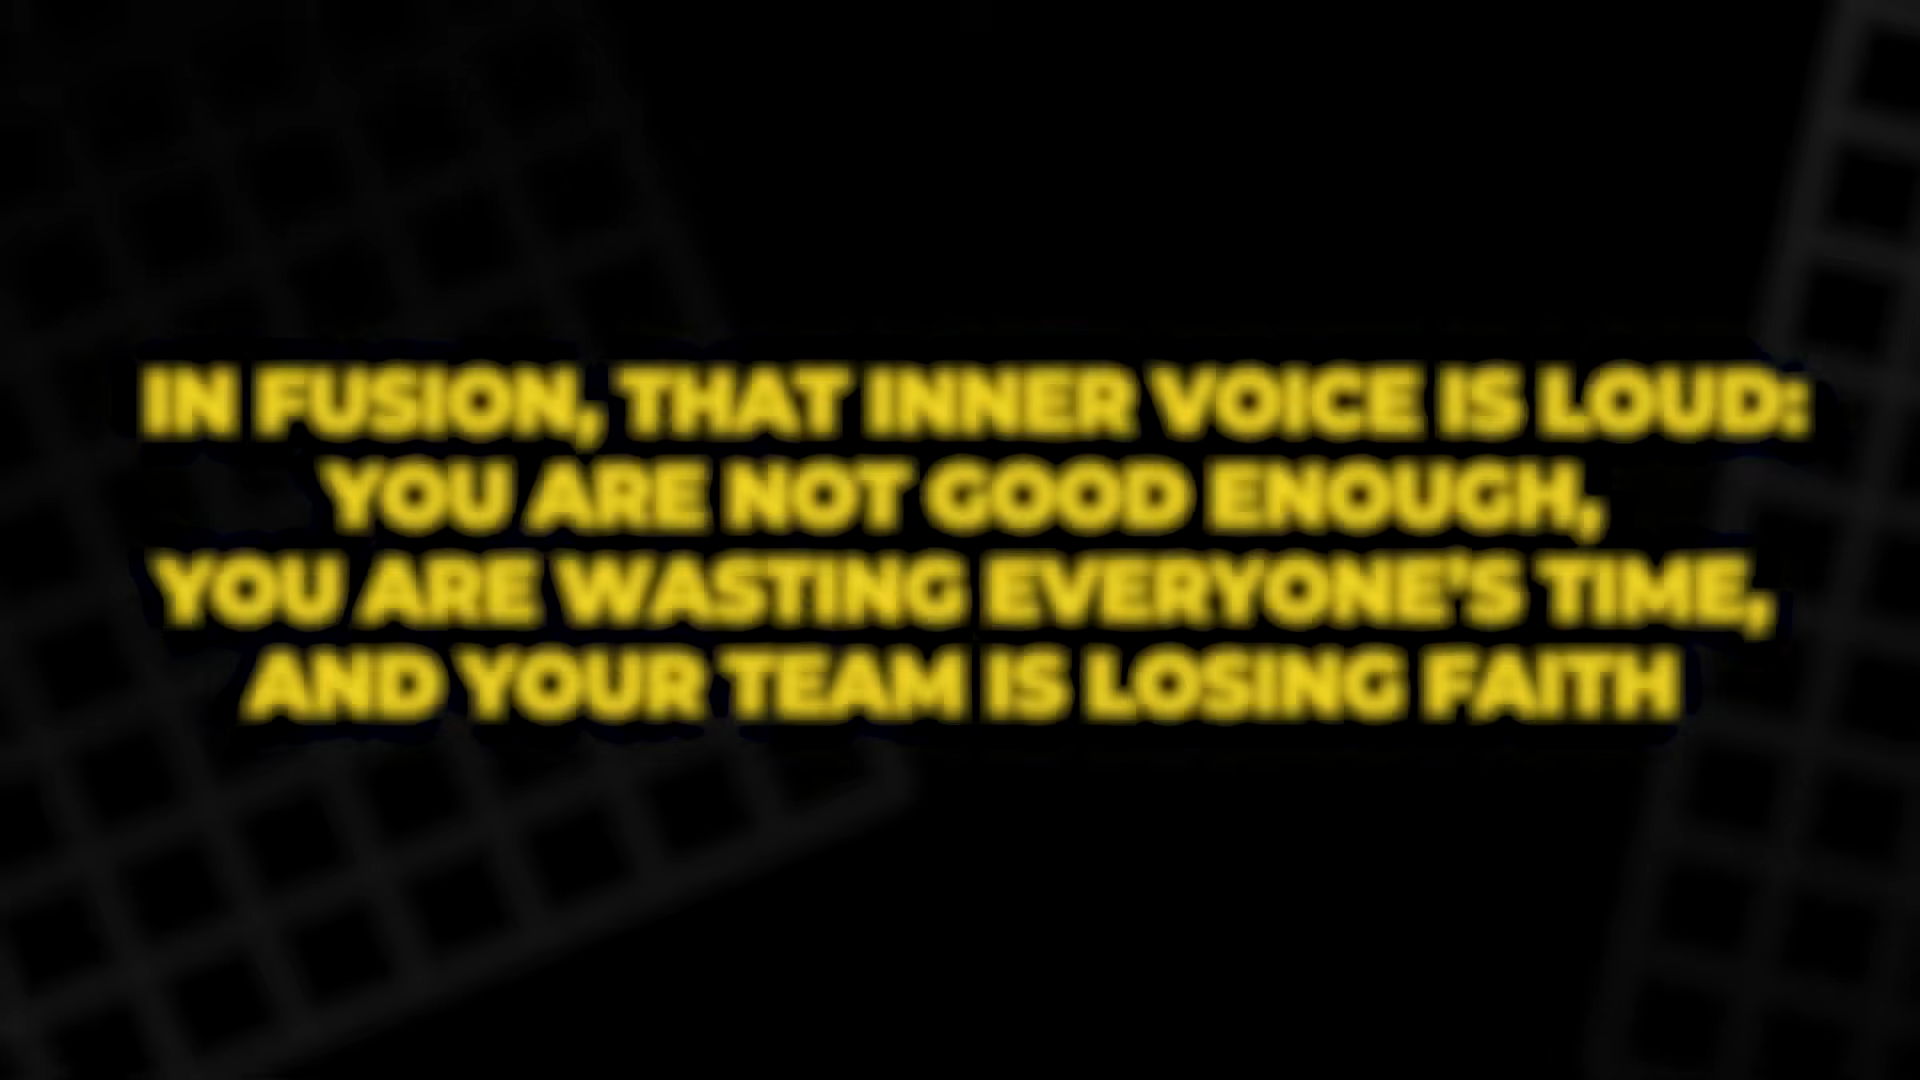 IN FUSION, THAT INNER VOICE IS LOUD:
YOU ARE NOT GOOD ENOUGH,
YOU ARE WASTING EVERYONE'S TIME,
AND YOUR TEAM IS LOSING FAITH